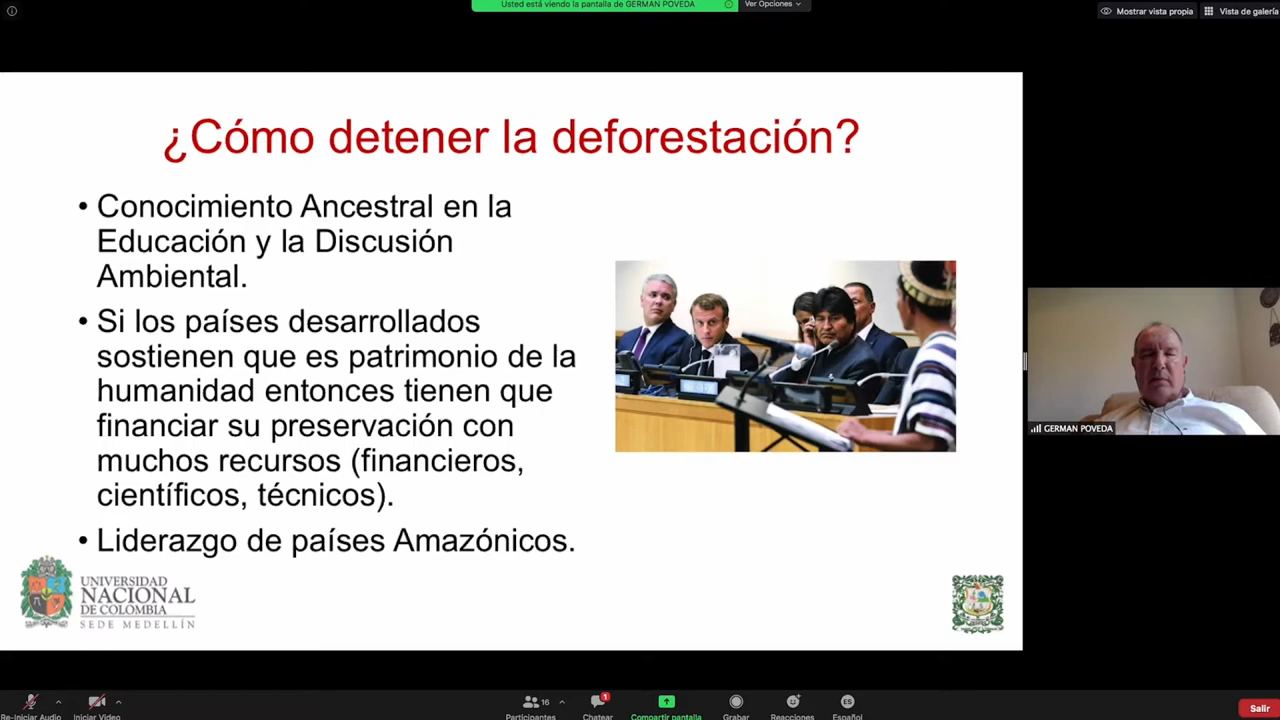 Usted está viendo la pantalla de GERMAN POVEDA
Ver Opciones
Mostrar vista propia
Vista de galería
¿Cómo detener la deforestación?
• Conocimiento Ancestral en la
Educación y la Discusión
Ambiental.
• Si los países desarrollados
sostienen que es patrimonio de la
humanidad entonces tienen que
financiar su preservación con
muchos recursos (financieros,
científicos, técnicos).
• Liderazgo de países Amazónicos.
UNIVERSIDAD
NACIONAL
DE COLOMBIA
SEDE MEDELLÍN
GERMAN POVEDA
Re-Iniciar Audio
Iniciar Video
16
Participantes
1
Chatear
Compartir pantalla
Grabar
Reacciones
ES
Español
Salir